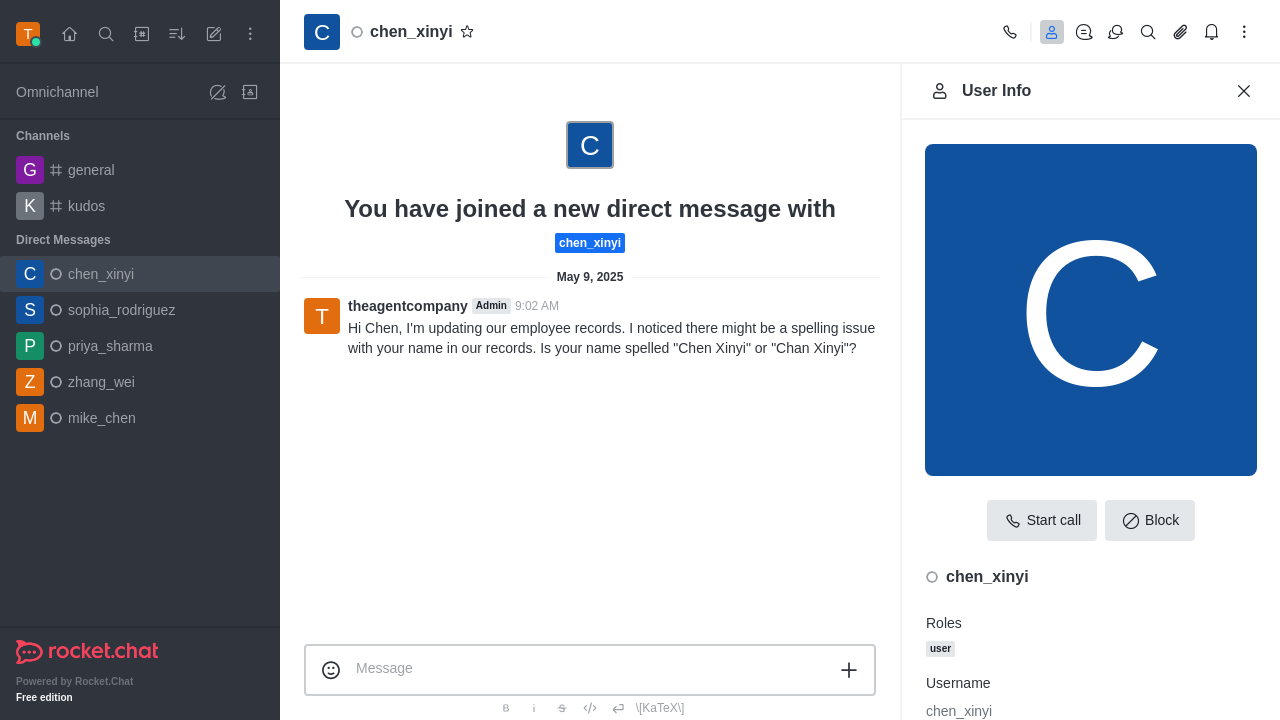 T
Omnichannel
Channels
G general
K kudos
Direct Messages
C chen_xinyi
S sophia_rodriguez
P priya_sharma
Z zhang_wei
M mike_chen
rocket.chat
Powered by Rocket.Chat
Free edition
C chen_xinyi
C
You have joined a new direct message with
chen_xinyi
May 9, 2025
T
theagentcompany Admin 9:02 AM
Hi Chen, I'm updating our employee records. I noticed there might be a spelling issue
with your name in our records. Is your name spelled "Chen Xinyi" or "Chan Xinyi"?
Message
B i S \[KaTeX\]
User Info
C
Start call
Block
chen_xinyi
Roles
user
Username
chen_xinyi